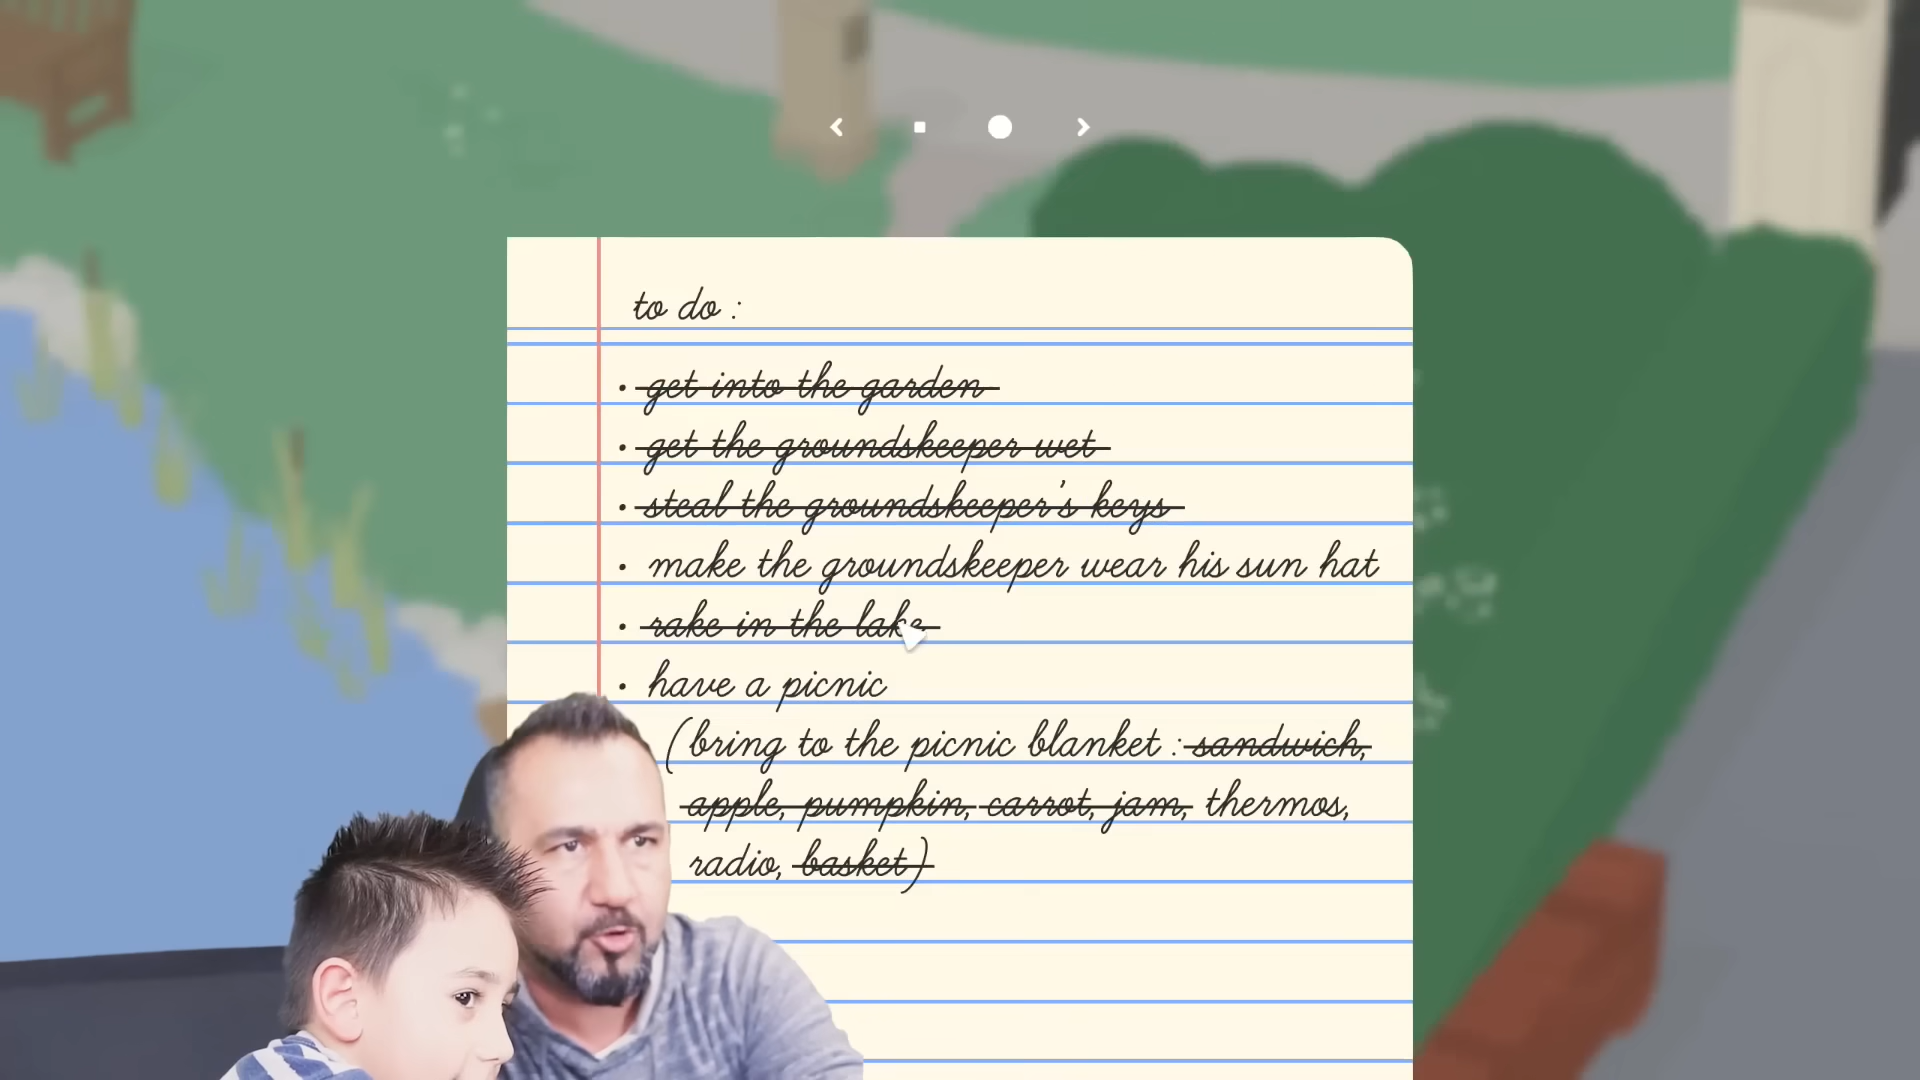 to do :
• get into the garden
• get the groundskeeper wet
• steal the groundskeeper's keys
• make the groundskeeper wear his sun hat
• rake in the lake
• have a picnic
(bring to the picnic blanket : sandwich,
apple, pumpkin, carrot, jam, thermos,
radio, basket)